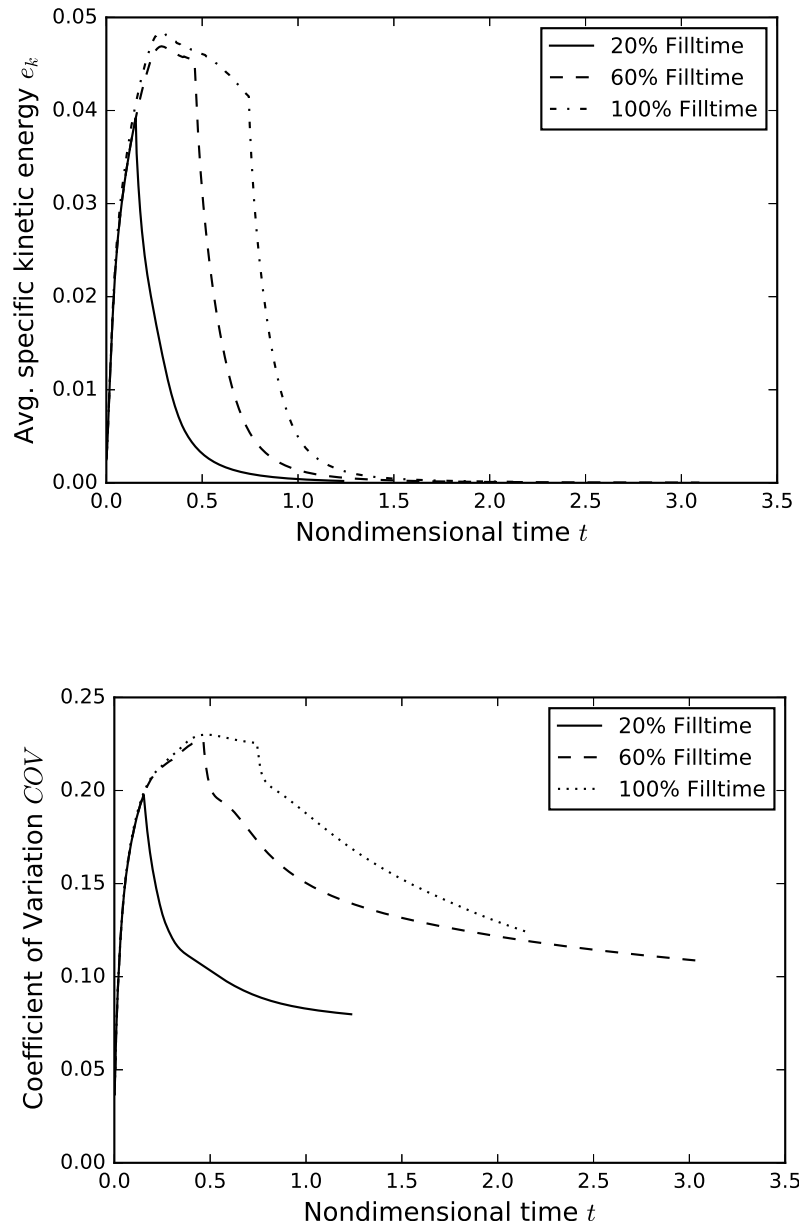 0.05
0.04
0.03
0.02
0.01
0.00
Avg. specific kinetic energy e_k
20% Filltime
60% Filltime
100% Filltime
0.0 0.5 1.0 1.5 2.0 2.5 3.0 3.5
Nondimensional time t
0.25
0.20
0.15
0.10
0.05
0.00
Coefficient of Variation COV
20% Filltime
60% Filltime
100% Filltime
0.0 0.5 1.0 1.5 2.0 2.5 3.0 3.5
Nondimensional time t